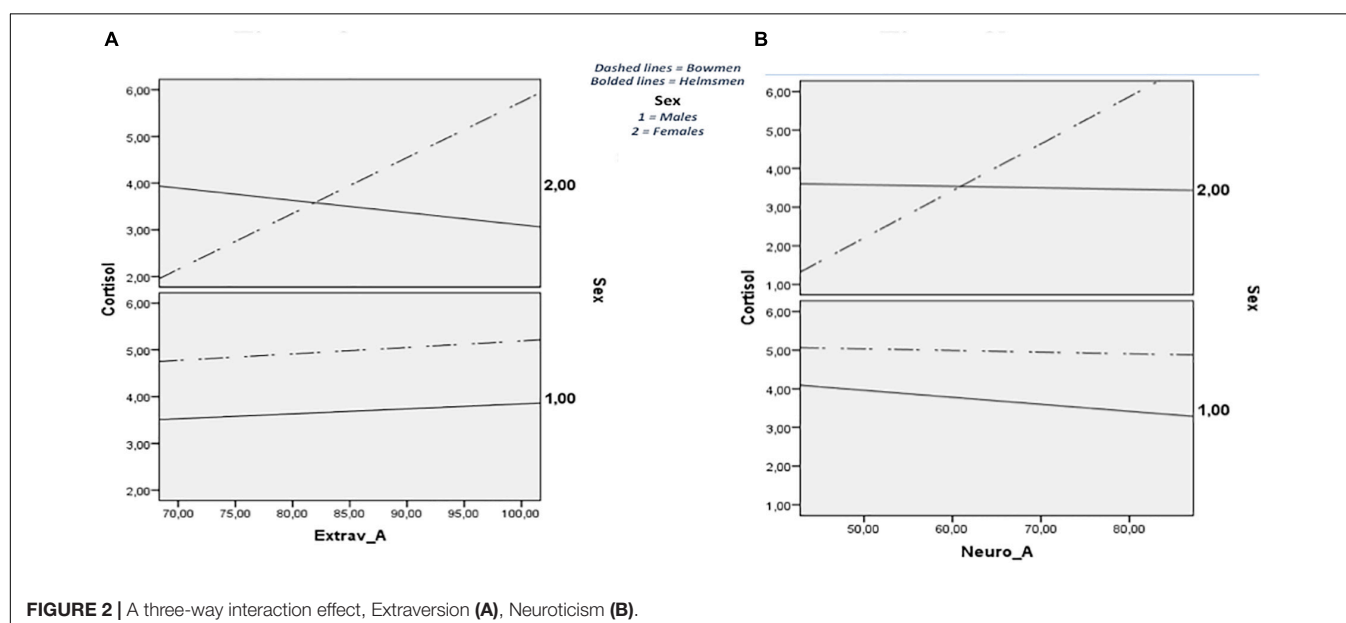 A
B
Dashed lines = Bowmen
Bolded lines = Helmsmen
Sex
1 = Males
2 = Females
6,00
5,00
4,00
3,00
2,00
2,00
6,00
5,00
4,00
3,00
2,00
1,00
Cortisol
Sex
70,00 75,00 80,00 85,00 90,00 95,00 100,00
Extrav_A
6,00
5,00
4,00
3,00
2,00
1,00
2,00
6,00
5,00
4,00
3,00
2,00
1,00
1,00
Cortisol
Sex
50,00 60,00 70,00 80,00
Neuro_A
FIGURE 2 | A three-way interaction effect, Extraversion (A), Neuroticism (B).